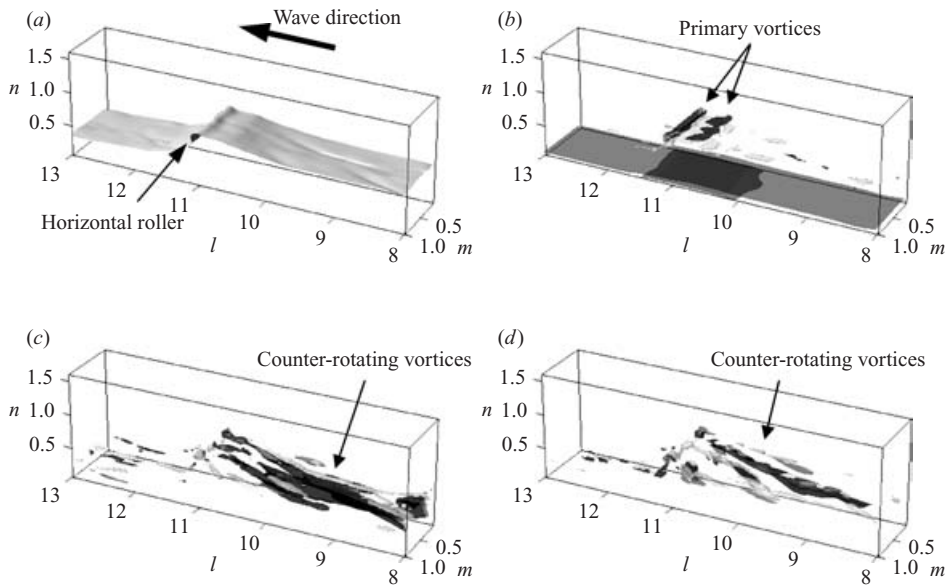 (a)
Wave direction
1.5
n 1.0
0.5
13
12
11
10
9
8
l
0.5
1.0 m
Horizontal roller
(b)
Primary vortices
1.5
n 1.0
0.5
13
12
11
10
9
8
l
0.5
1.0 m
(c)
Counter-rotating vortices
1.5
n 1.0
0.5
13
12
11
10
9
8
l
0.5
1.0 m
(d)
Counter-rotating vortices
1.5
n 1.0
0.5
13
12
11
10
9
8
l
0.5
1.0 m